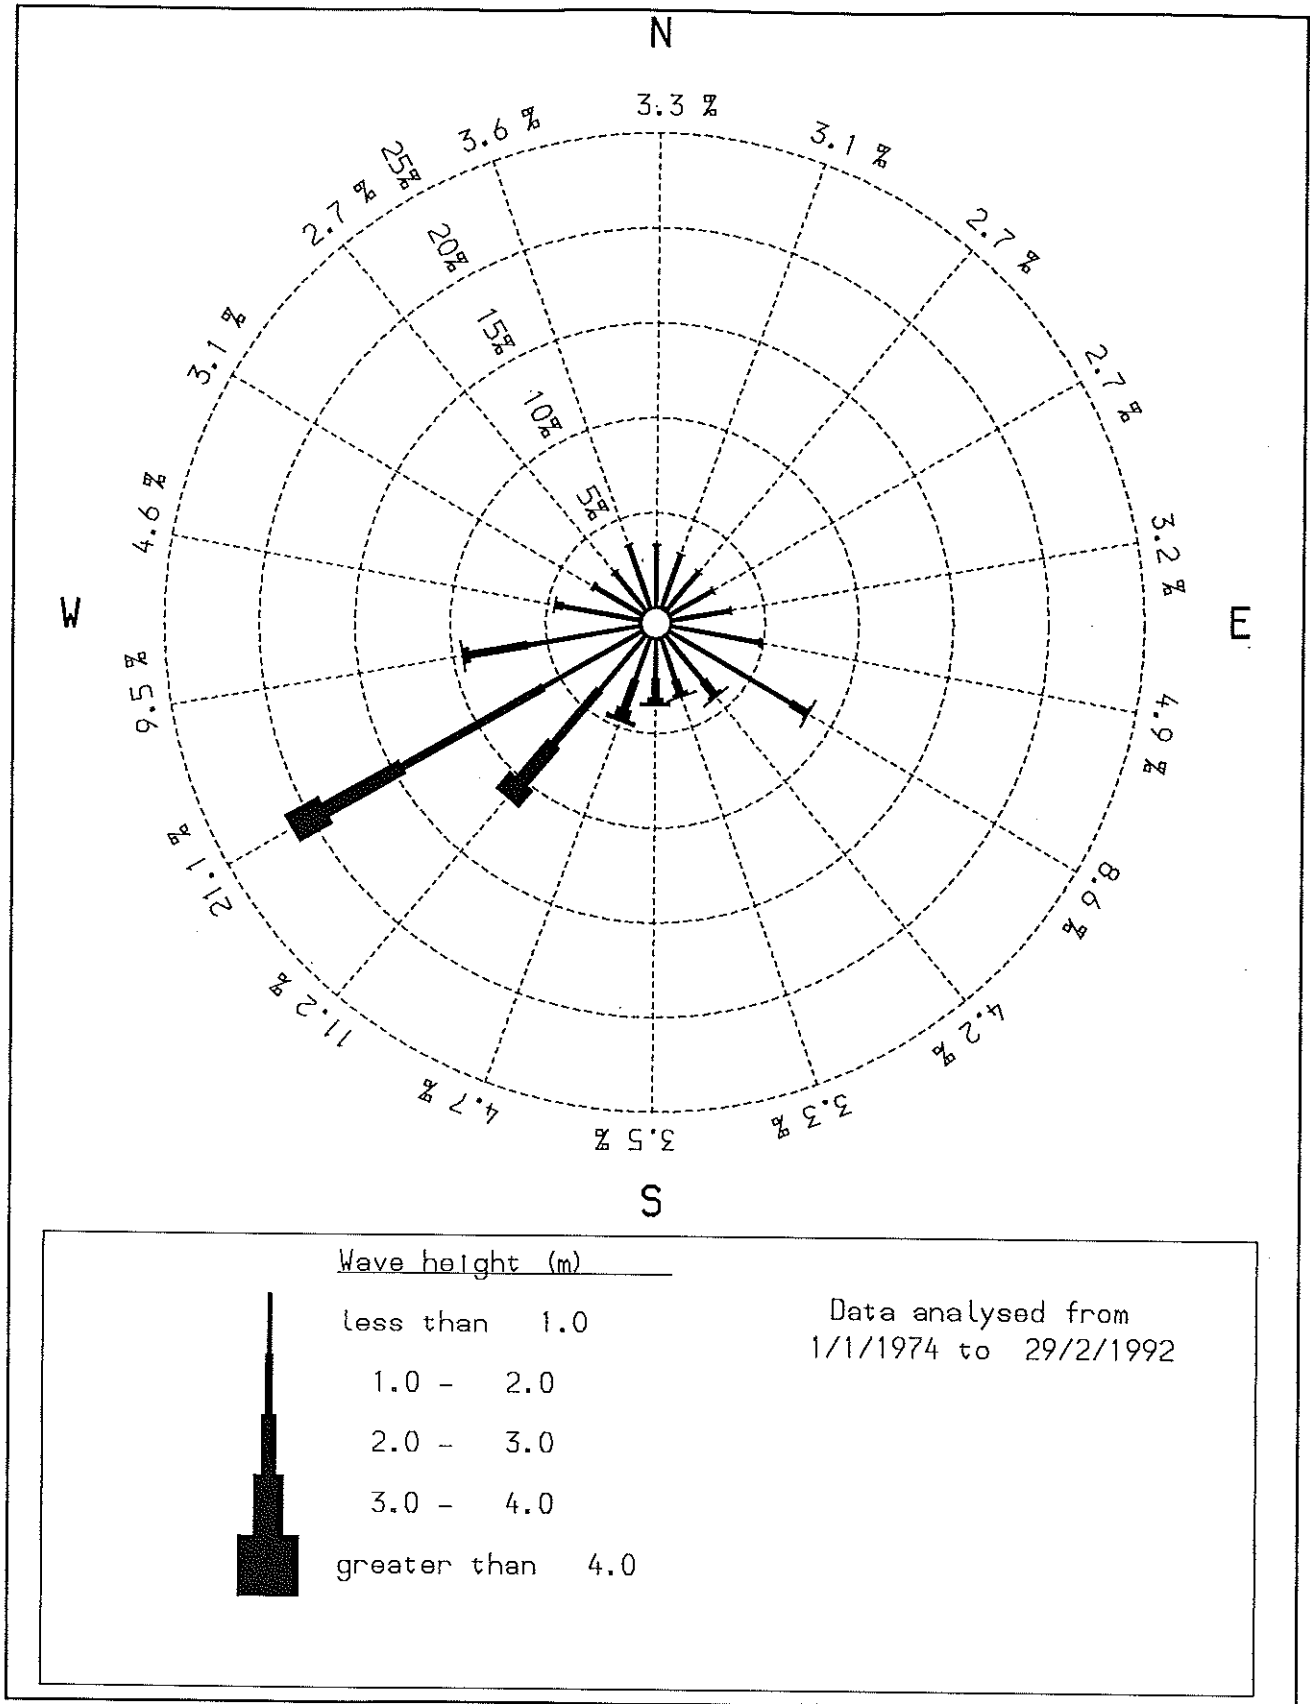 N
3.3 %
3.1 %
2.7 %
2.7 %
3.2 %
E
4.9 %
8.6 %
4.2 %
3.3 %
3.5 %
S
4.7 %
11.2 %
21.1 %
9.5 %
W
4.6 %
3.1 %
2.7 %
3.6 %
25%
20%
15%
10%
5%
Wave height (m)
less than 1.0
1.0 - 2.0
2.0 - 3.0
3.0 - 4.0
greater than 4.0
Data analysed from
1/1/1974 to 29/2/1992